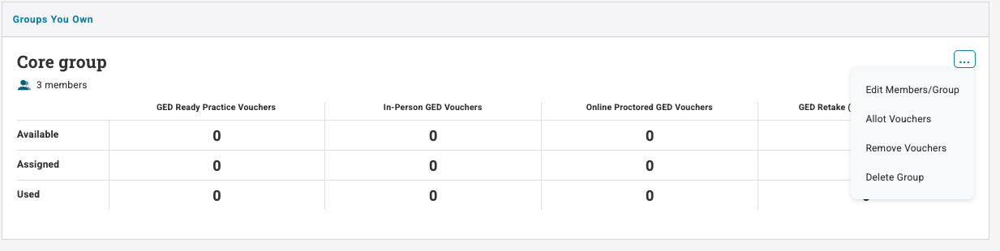 Groups You Own
Core group
...
3 members
Edit Members/Group
GED Ready Practice Vouchers In-Person GED Vouchers Online Proctored GED Vouchers GED Retake (
Allot Vouchers
Available 0 0 0
Remove Vouchers
Assigned 0 0 0
Delete Group
Used 0 0 0